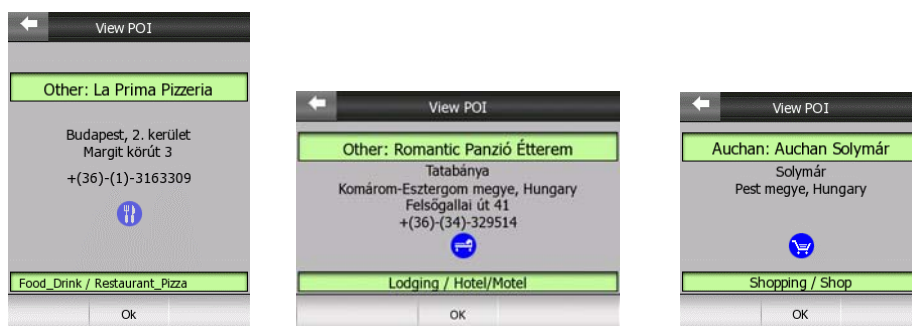 View POI
Other: La Prima Pizzeria
Budapest, 2. kerület
Margit körút 3
+(36)-(1)-3163309
Food_Drink / Restaurant_Pizza
Ok
View POI
Other: Romantic Panzió Étterem
Tatabánya
Komárom-Esztergom megye, Hungary
Felsőgallai út 41
+(36)-(34)-329514
Lodging / Hotel/Motel
OK
View POI
Auchan: Auchan Solymár
Solymár
Pest megye, Hungary
Shopping / Shop
OK